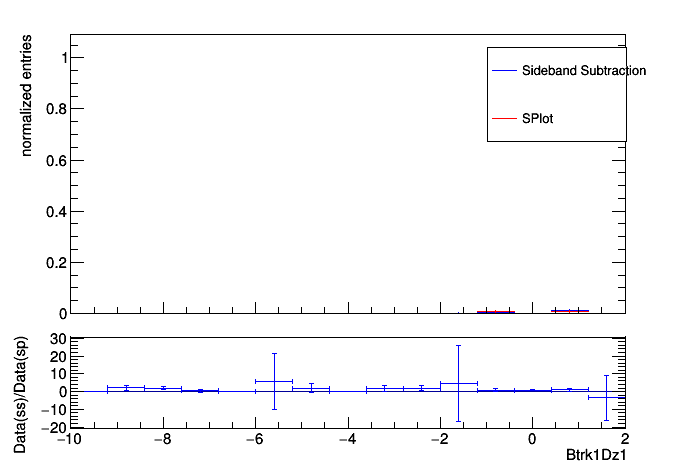 normalized entries
1
0.8
0.6
0.4
0.2
0
Sideband Subtraction
SPlot
Data(ss)/Data(sp)
30
20
10
0
−10
−20
−10 −8 −6 −4 −2 0 2
Btrk1Dz1